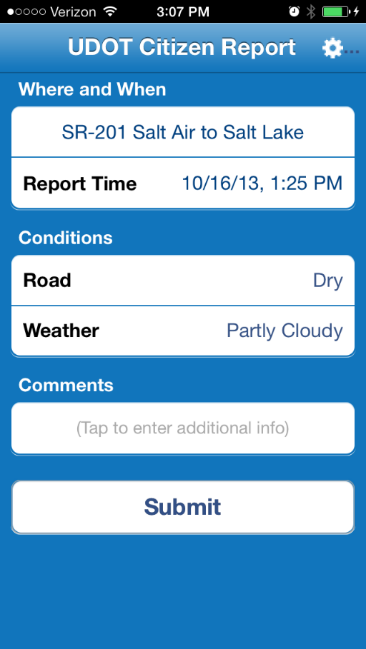 Verizon 3:07 PM
UDOT Citizen Report ...
Where and When
SR-201 Salt Air to Salt Lake
Report Time 10/16/13, 1:25 PM
Conditions
Road Dry
Weather Partly Cloudy
Comments
(Tap to enter additional info)
Submit